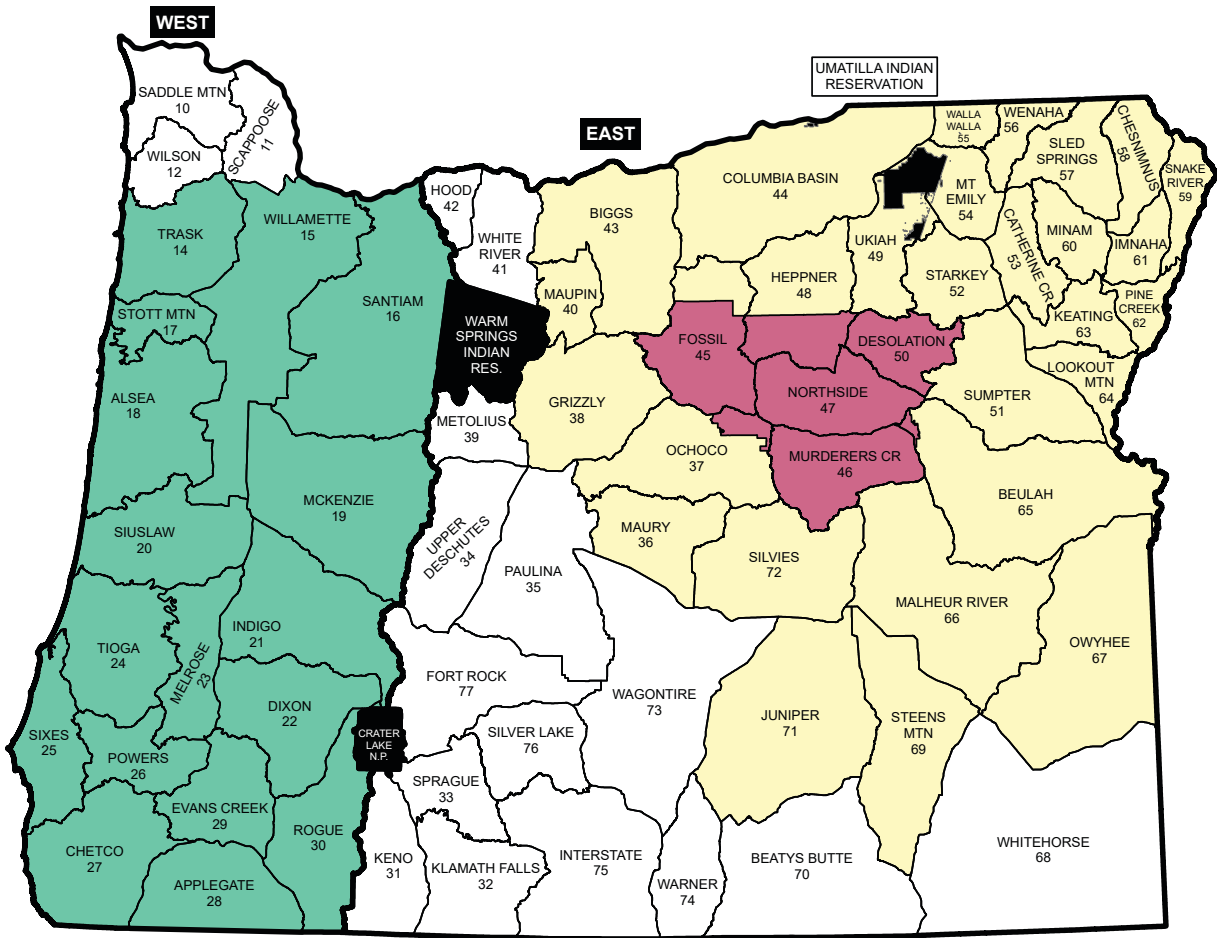 WEST
SADDLE MTN
10
SCAPPOOSE
11
WILSON
12
TRASK
14
WILLAMETTE
15
SANTIAM
16
STOTT MTN
17
ALSEA
18
MCKENZIE
19
SIUSLAW
20
INDIGO
21
DIXON
22
MELROSE
23
TIOGA
24
SIXES
25
POWERS
26
CHETCO
27
APPLEGATE
28
EVANS CREEK
29
ROGUE
30
CRATER
LAKE
N.P.
EAST
UMATILLA INDIAN
RESERVATION
HOOD
42
WHITE
RIVER
41
BIGGS
43
COLUMBIA BASIN
44
WALLA
WALLA
55
WENAHA
56
SLED
SPRINGS
57
CHESNIMNUS
58
SNAKE
RIVER
59
MT
EMILY
54
CATHERINE CR
53
MINAM
60
IMNAHA
61
UKIAH
49
HEPPNER
48
STARKEY
52
PINE
CREEK
62
KEATING
63
LOOKOUT
MTN
64
MAUPIN
40
WARM
SPRINGS
INDIAN
RES.
FOSSIL
45
DESOLATION
50
NORTHSIDE
47
MURDERERS CR
46
SUMPTER
51
GRIZZLY
38
METOLIUS
39
OCHOCO
37
BEULAH
65
UPPER
DESCHUTES
34
PAULINA
35
MAURY
36
SILVIES
72
MALHEUR RIVER
66
OWYHEE
67
FORT ROCK
77
WAGONTIRE
73
JUNIPER
71
STEENS
MTN
69
SILVER LAKE
76
SPRAGUE
33
KENO
31
KLAMATH FALLS
32
INTERSTATE
75
WARNER
74
BEATYS BUTTE
70
WHITEHORSE
68